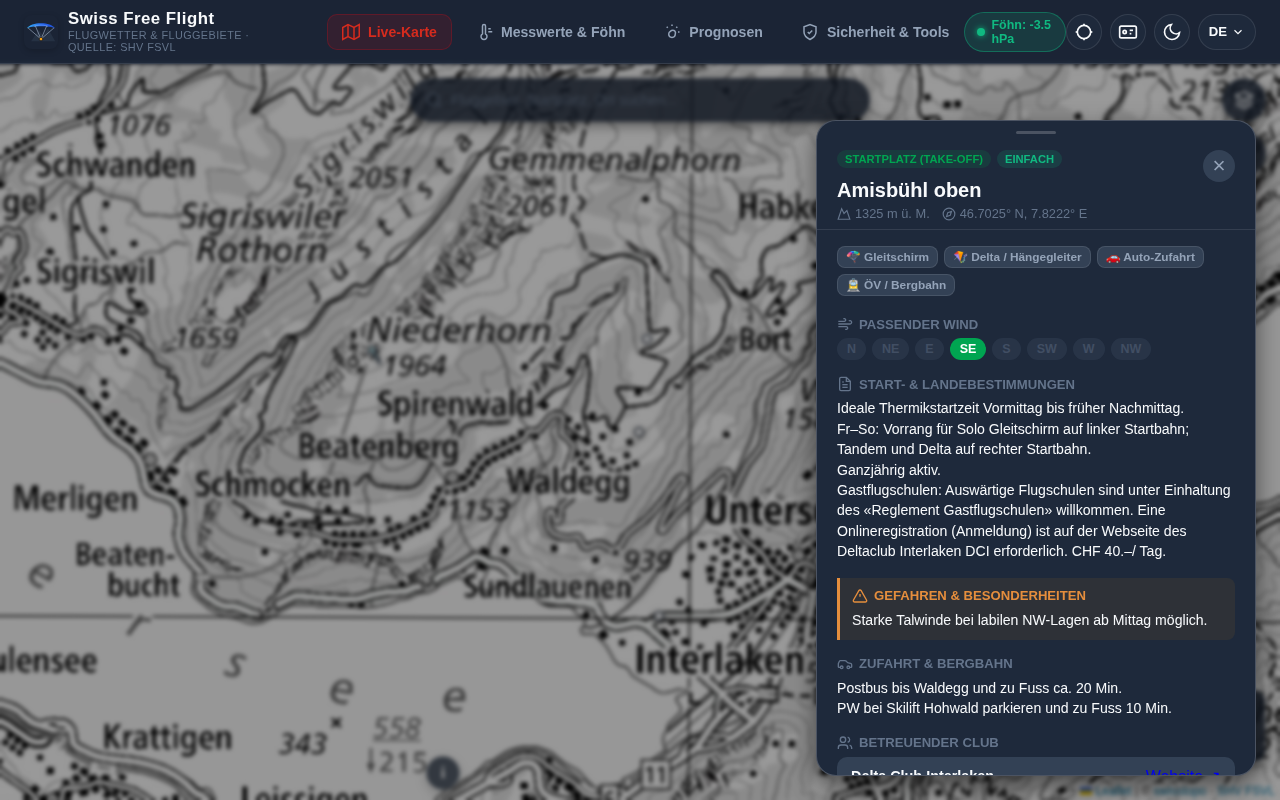 Swiss Free Flight
FLUGWETTER & FLUGGEBIETE ·
QUELLE: SHV FSVL
Live-Karte
Messwerte & Föhn
Prognosen
Sicherheit & Tools
Föhn: -3.5
hPa
DE
1076
Schwanden
Sigriswil
2051
Gemmenalphorn
2061
Sigriswiler
Rothorn
Justistal
Sigriswil
1659
Niederhorn
1964
Bort
Spirenwald
Beatenberg
Waldegg
Schmocken
1153
Merligen
939
Beaten-
bucht
Sundlauenen
Interlaken
Krattigen
343
558
215
11
Leissigen
STARTPLATZ (TAKE-OFF)
EINFACH
Amisbühl oben
1325 m ü. M.
46.7025° N, 7.8222° E
Gleitschirm
Delta / Hängegleiter
Auto-Zufahrt
ÖV / Bergbahn
PASSENDER WIND
N NE E SE S SW W NW
START- & LANDEBESTIMMUNGEN
Ideale Thermikstartzeit Vormittag bis früher Nachmittag.
Fr–So: Vorrang für Solo Gleitschirm auf linker Startbahn;
Tandem und Delta auf rechter Startbahn.
Ganzjährig aktiv.
Gastflugschulen: Auswärtige Flugschulen sind unter Einhaltung
des «Reglement Gastflugschulen» willkommen. Eine
Onlineregistration (Anmeldung) ist auf der Webseite des
Deltaclub Interlaken DCI erforderlich. CHF 40.–/ Tag.
GEFAHREN & BESONDERHEITEN
Starke Talwinde bei labilen NW-Lagen ab Mittag möglich.
ZUFAHRT & BERGBAHN
Postbus bis Waldegg und zu Fuss ca. 20 Min.
PW bei Skilift Hohwald parkieren und zu Fuss 10 Min.
BETREUENDER CLUB
Delta Club Interlaken
Website ↗